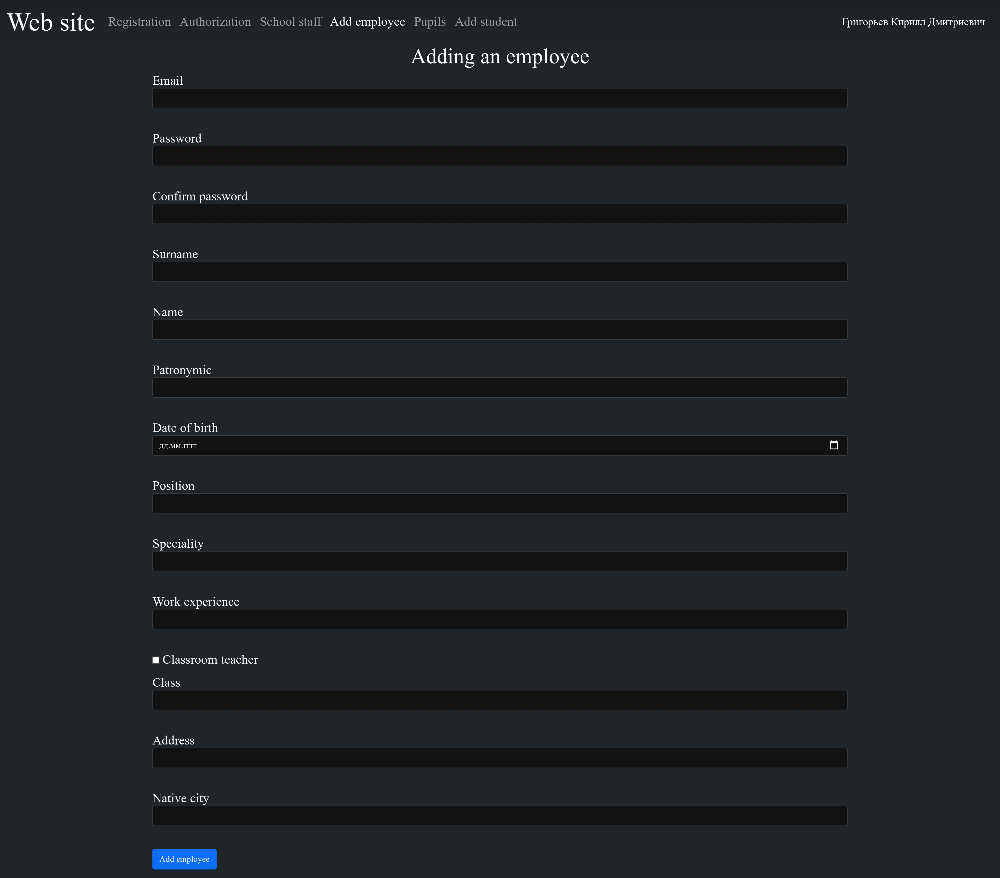 Web site Registration Authorization School staff Add employee Pupils Add student Григорьев Кирилл Дмитриевич
Adding an employee
Email
Password
Confirm password
Surname
Name
Patronymic
Date of birth
дд.мм.гггг
Position
Speciality
Work experience
Classroom teacher
Class
Address
Native city
Add employee